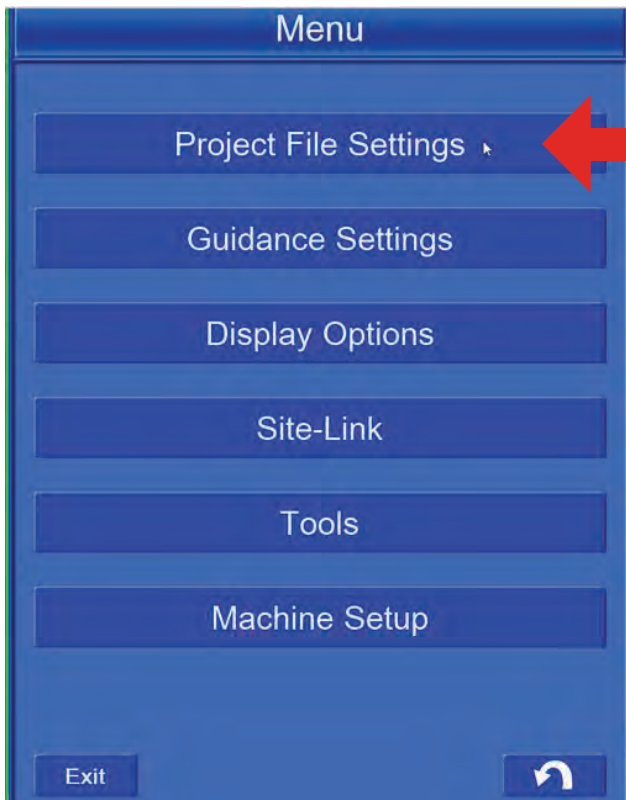 Menu
Project File Settings
Guidance Settings
Display Options
Site-Link
Tools
Machine Setup
Exit